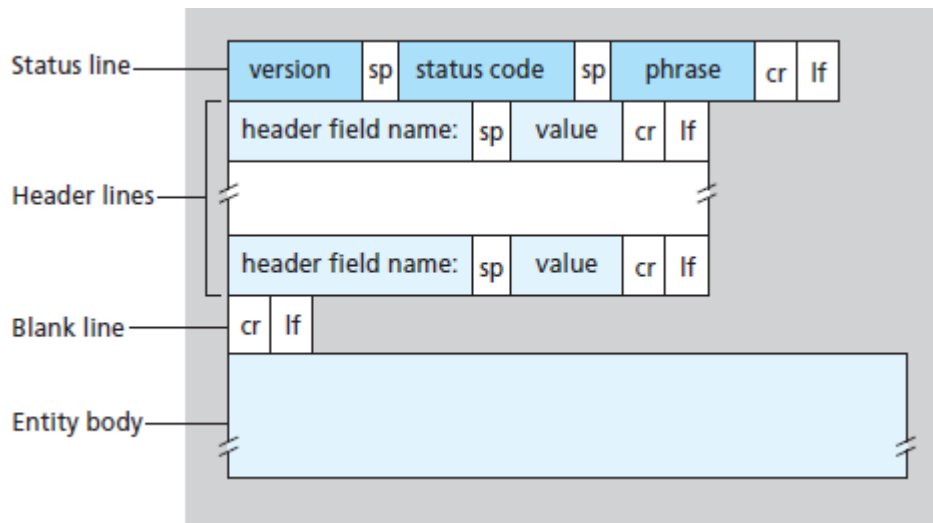 Status line version sp status code sp phrase cr lf
header field name: sp value cr lf
Header lines
header field name: sp value cr lf
Blank line cr lf
Entity body